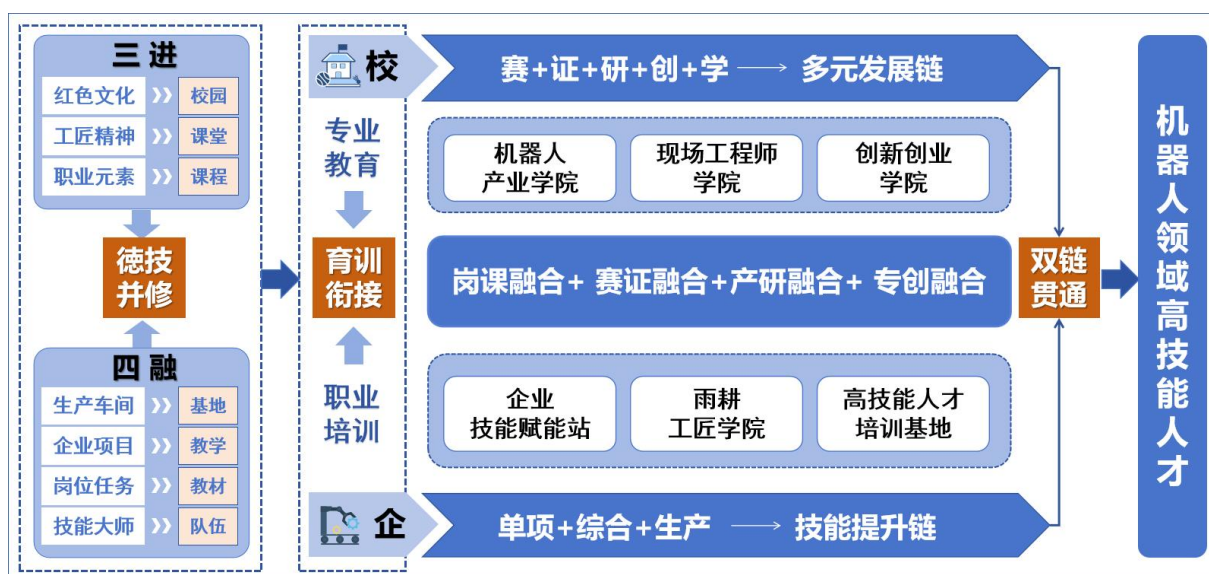 三 进
红色文化 》 校园
工匠精神 》 课堂
职业元素 》 课程
德技
并修
四 融
生产车间 》 基地
企业项目 》 教学
岗位任务 》 教材
技能大师 》 队伍
校
专业
教育
育训
衔接
职业
培训
企
赛+证+研+创+学 → 多元发展链
机器人
产业学院
现场工程师
学院
创新创业
学院
岗课融合+ 赛证融合+产研融合+ 专创融合
企业
技能赋能站
雨耕
工匠学院
高技能人才
培训基地
单项+综合+生产 → 技能提升链
双链
贯通
机器人领域高技能人才